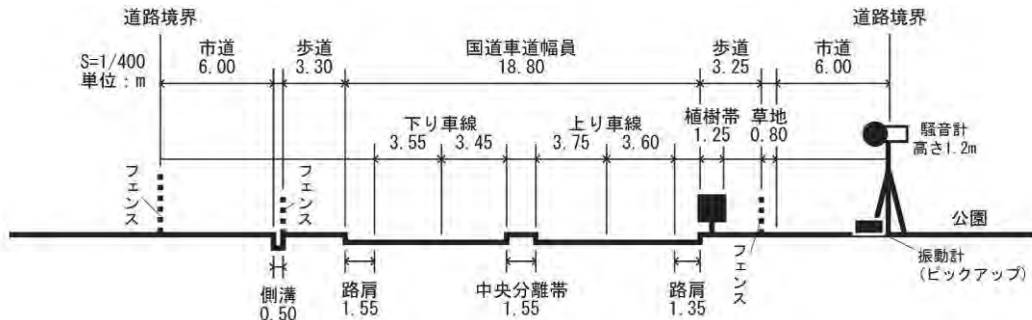 道路境界
道路境界
S=1/400
単位：m
市道
6.00
歩道
3.30
国道車道幅員
18.80
歩道
3.25
市道
6.00
下り車線
3.55
3.45
上り車線
3.75
3.60
植樹帯
1.25
草地
0.80
騒音計
高さ1.2m
フェンス
フェンス
フェンス
公園
振動計
(ピックアップ)
側溝
0.50
路肩
1.55
中央分離帯
1.55
路肩
1.35